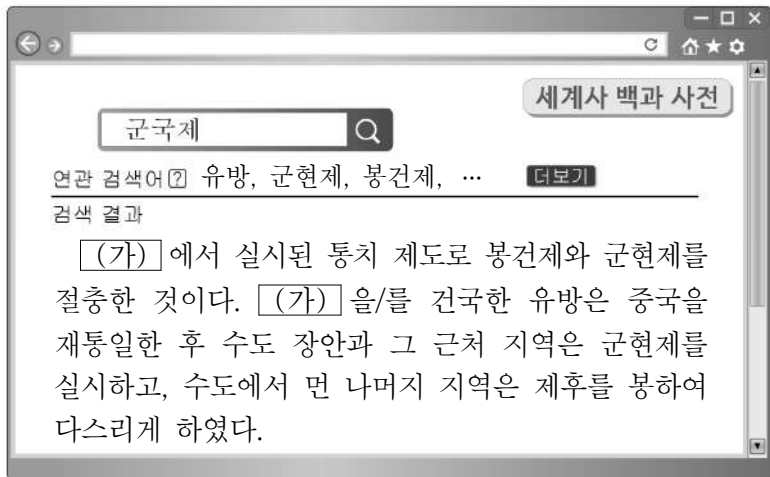 세계사 백과 사전
군국제
연관 검색어? 유방, 군현제, 봉건제, … 더보기
검색 결과
(가) 에서 실시된 통치 제도로 봉건제와 군현제를
절충한 것이다. (가) 을/를 건국한 유방은 중국을
재통일한 후 수도 장안과 그 근처 지역은 군현제를
실시하고, 수도에서 먼 나머지 지역은 제후를 봉하여
다스리게 하였다.